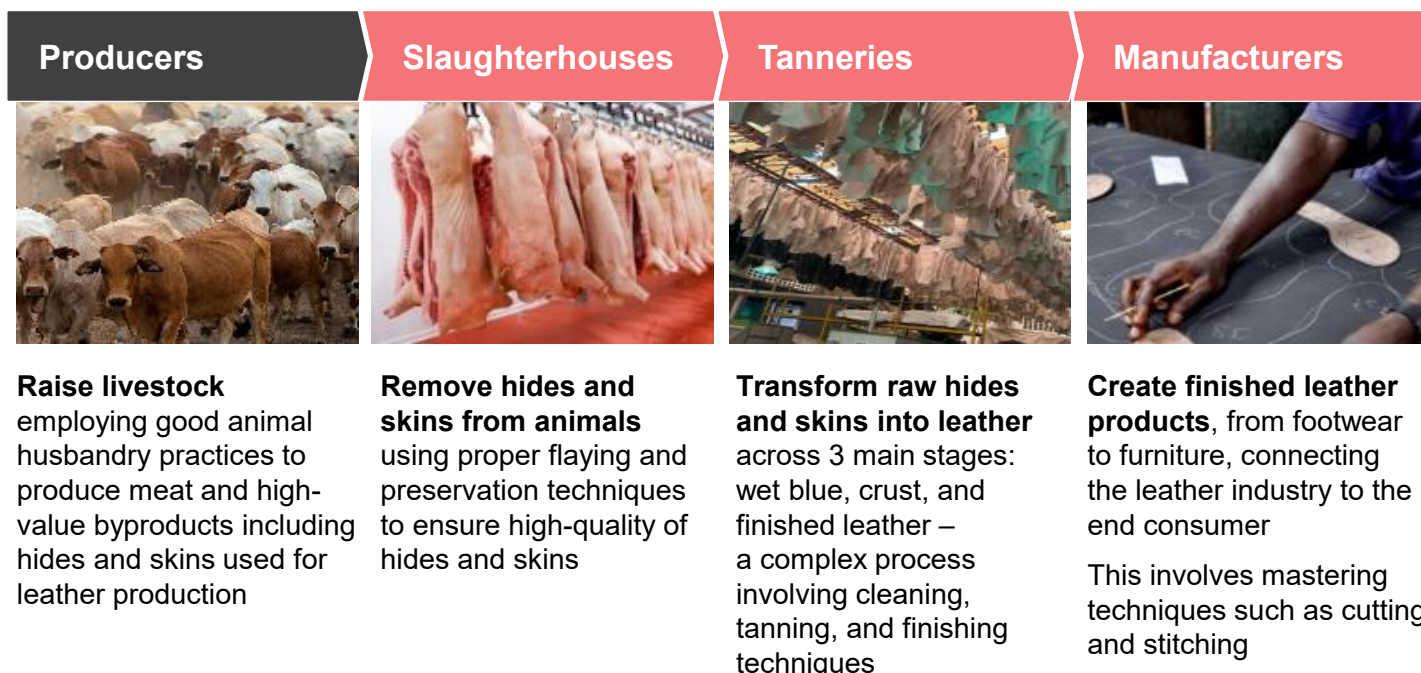 Producers
Slaughterhouses
Tanneries
Manufacturers
Raise livestock
employing good animal
husbandry practices to
produce meat and high-
value byproducts including
hides and skins used for
leather production
Remove hides and
skins from animals
using proper flaying and
preservation techniques
to ensure high-quality of
hides and skins
Transform raw hides
and skins into leather
across 3 main stages:
wet blue, crust, and
finished leather –
a complex process
involving cleaning,
tanning, and finishing
techniques
Create finished leather
products, from footwear
to furniture, connecting
the leather industry to the
end consumer
This involves mastering
techniques such as cutting
and stitching